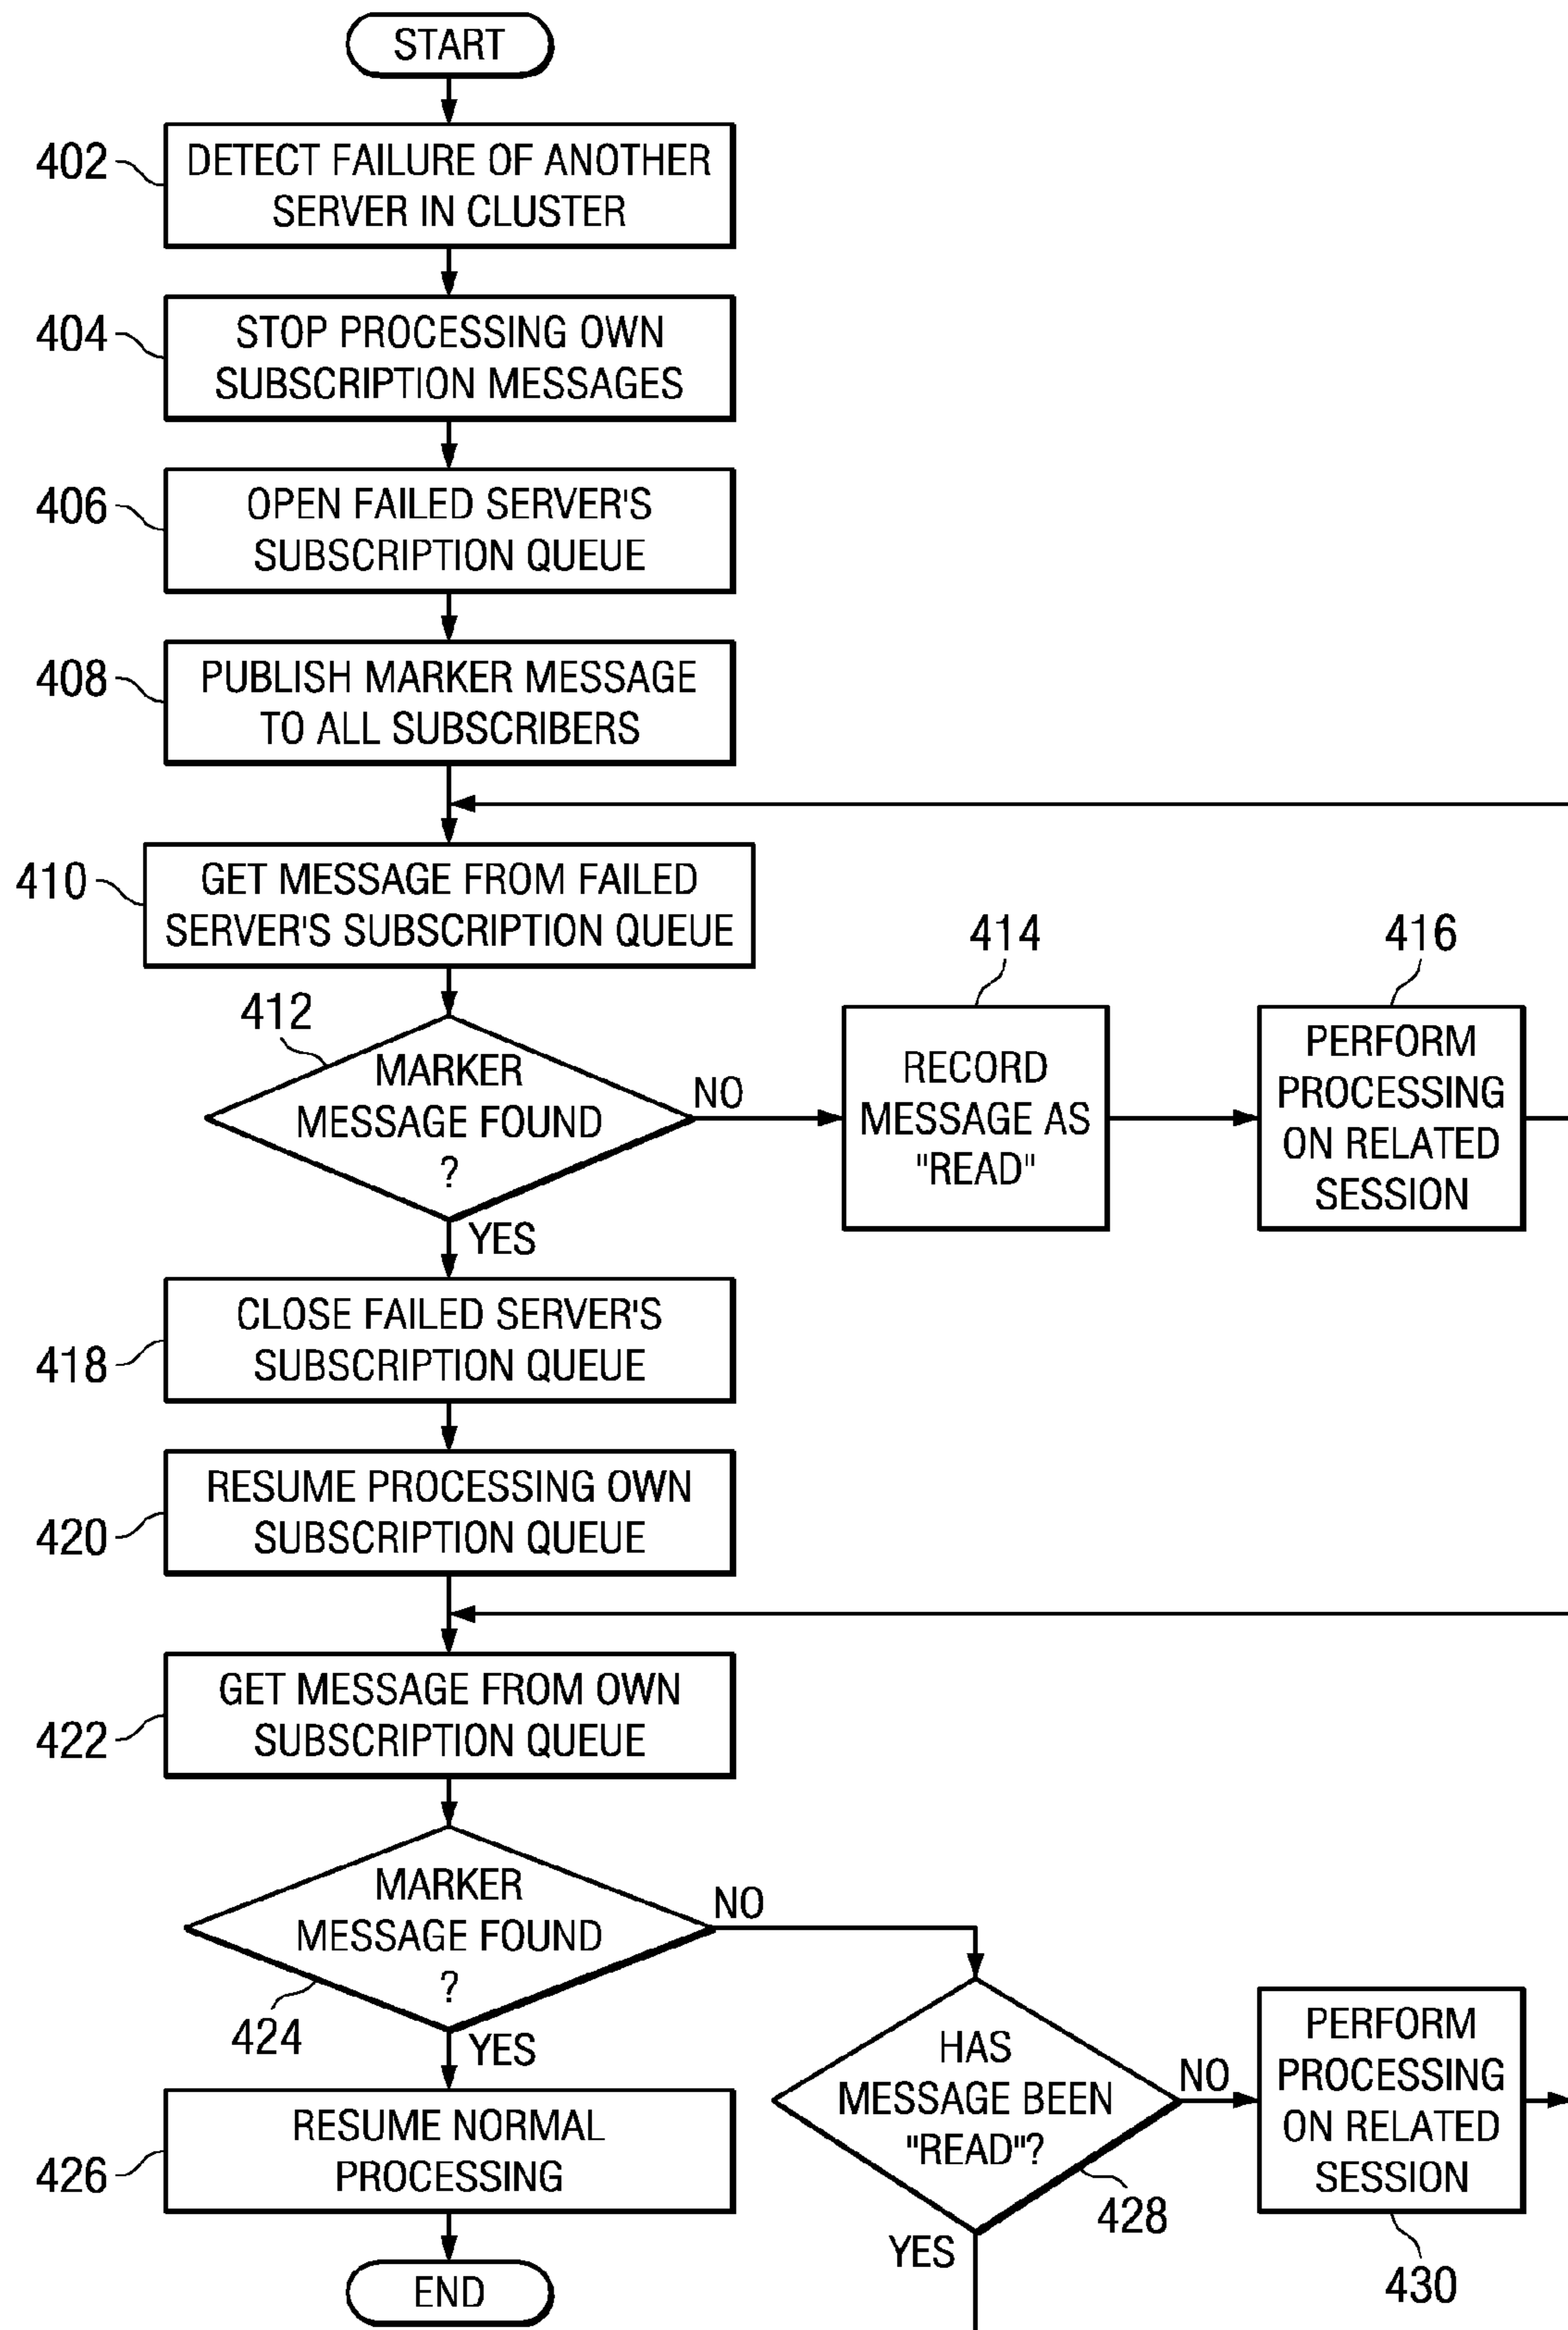 START
402
DETECT FAILURE OF ANOTHER
SERVER IN CLUSTER
404
STOP PROCESSING OWN
SUBSCRIPTION MESSAGES
406
OPEN FAILED SERVER'S
SUBSCRIPTION QUEUE
408
PUBLISH MARKER MESSAGE
TO ALL SUBSCRIBERS
410
GET MESSAGE FROM FAILED
SERVER'S SUBSCRIPTION QUEUE
412
MARKER
MESSAGE FOUND
?
NO
YES
414
RECORD
MESSAGE AS
"READ"
416
PERFORM
PROCESSING
ON RELATED
SESSION
418
CLOSE FAILED SERVER'S
SUBSCRIPTION QUEUE
420
RESUME PROCESSING OWN
SUBSCRIPTION QUEUE
422
GET MESSAGE FROM OWN
SUBSCRIPTION QUEUE
424
MARKER
MESSAGE FOUND
?
NO
YES
426
RESUME NORMAL
PROCESSING
END
HAS
MESSAGE BEEN
"READ"?
428
NO
YES
PERFORM
PROCESSING
ON RELATED
SESSION
430